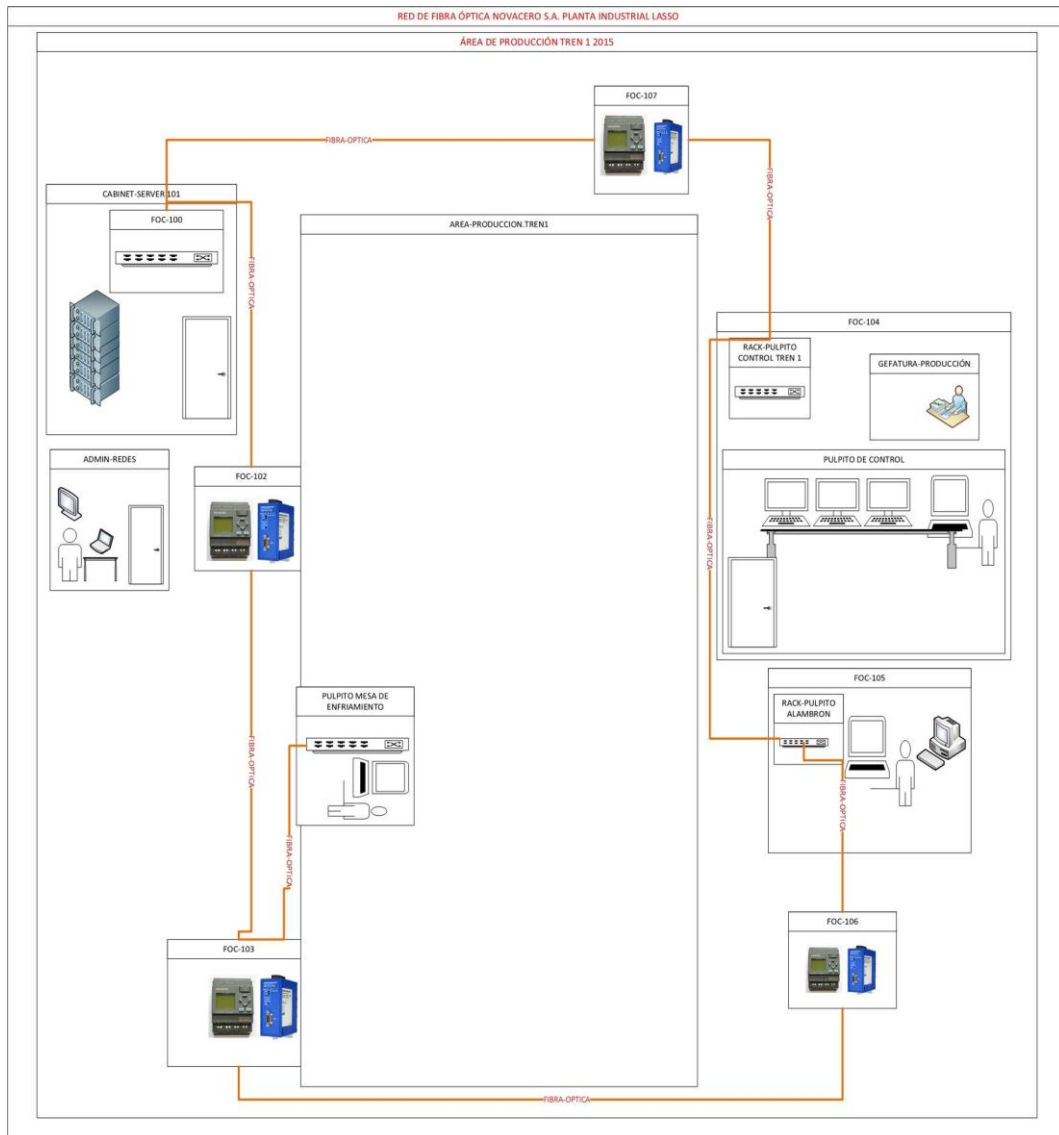 RED DE FIBRA ÓPTICA NOVACERO S.A. PLANTA INDUSTRIAL LASSO
ÁREA DE PRODUCCIÓN TREN 1 2015
FOC-107
FIBRA-OPTICA
FIBRA-OPTICA
CABINET-SERVER 101
FOC-100
FIBRA-OPTICA
AREA-PRODUCCION.TREN1
FOC-104
RACK-PULPITO
CONTROL TREN 1
GEFATURA-PRODUCCIÓN
ADMIN-REDES
FOC-102
PULPITO DE CONTROL
FIBRA-OPTICA
FOC-105
PULPITO MESA DE
ENFRIAMIENTO
RACK-PULPITO
ALAMBRON
FIBRA-OPTICA
FIBRA-OPTICA
FIBRA-OPTICA
FOC-106
FOC-103
FIBRA-OPTICA